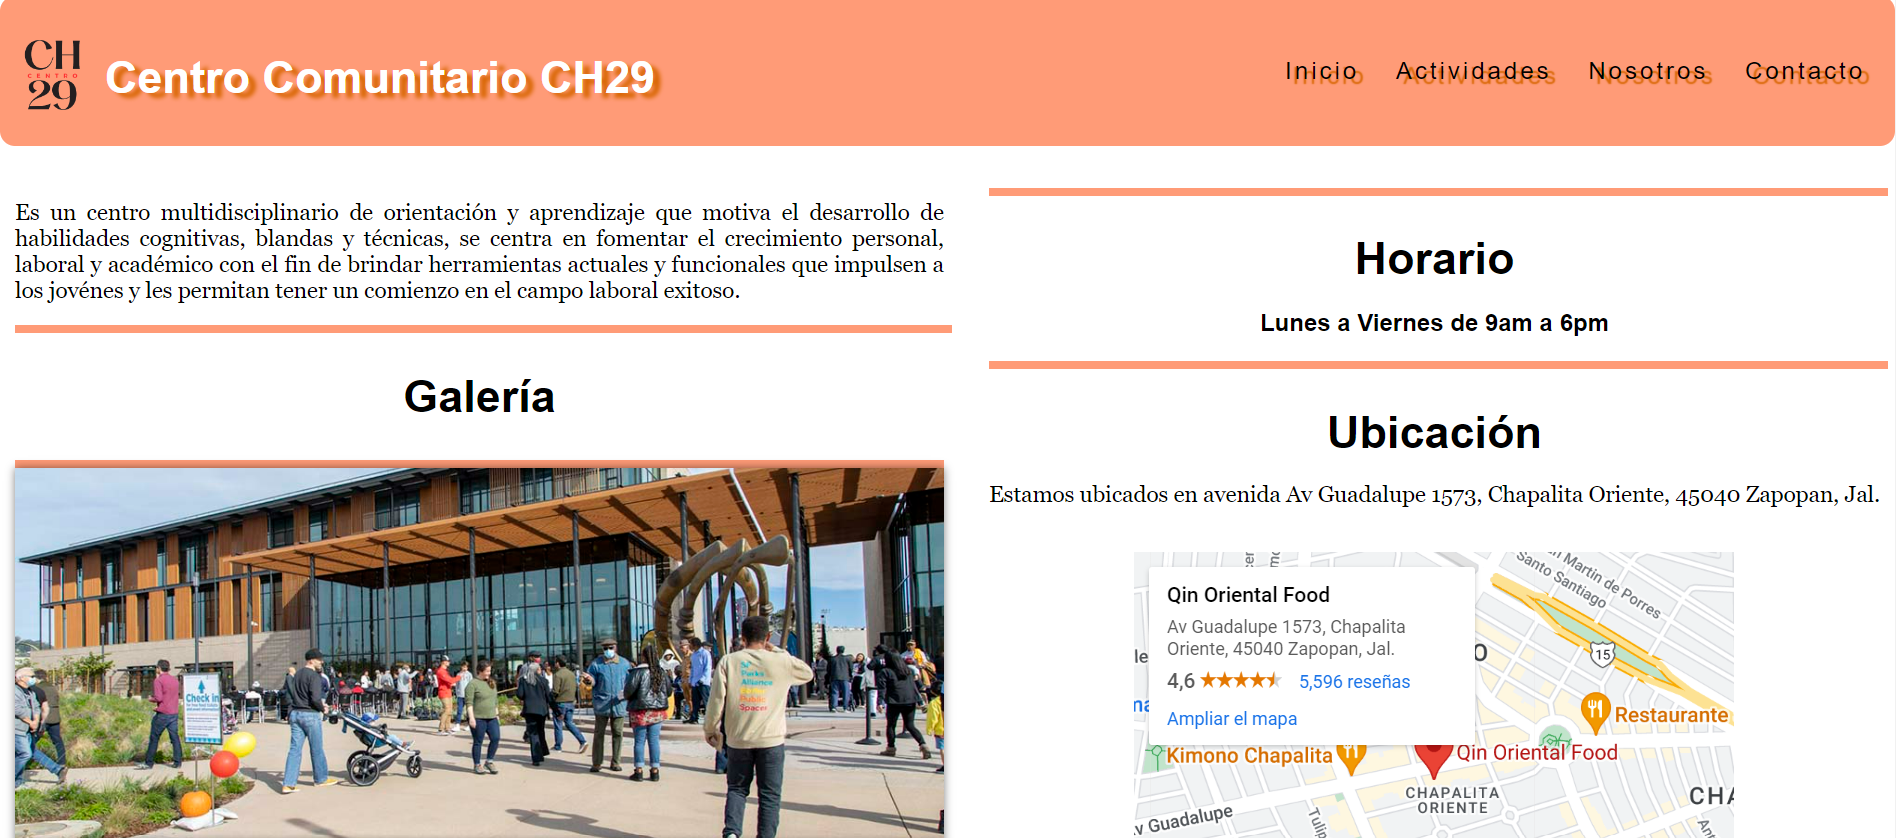 CH
CENTRO
29
Centro Comunitario CH29
Inicio Actividades Nosotros Contacto
Es un centro multidisciplinario de orientación y aprendizaje que motiva el desarrollo de
habilidades cognitivas, blandas y técnicas, se centra en fomentar el crecimiento personal,
laboral y académico con el fin de brindar herramientas actuales y funcionales que impulsen a
los jovénes y les permitan tener un comienzo en el campo laboral exitoso.
Galería
Check in
Parks
Alliance
Public
Spaces
Horario
Lunes a Viernes de 9am a 6pm
Ubicación
Estamos ubicados en avenida Av Guadalupe 1573, Chapalita Oriente, 45040 Zapopan, Jal.
Qin Oriental Food
Av Guadalupe 1573, Chapalita
Oriente, 45040 Zapopan, Jal.
4,6
5,596 reseñas
Ampliar el mapa
n Martín de Porres
Santo Santiago
15
Restaurante
Kimono Chapalita
Qin Oriental Food
CHAPALITA
ORIENTE
CHA
v Guadalupe
Tulip